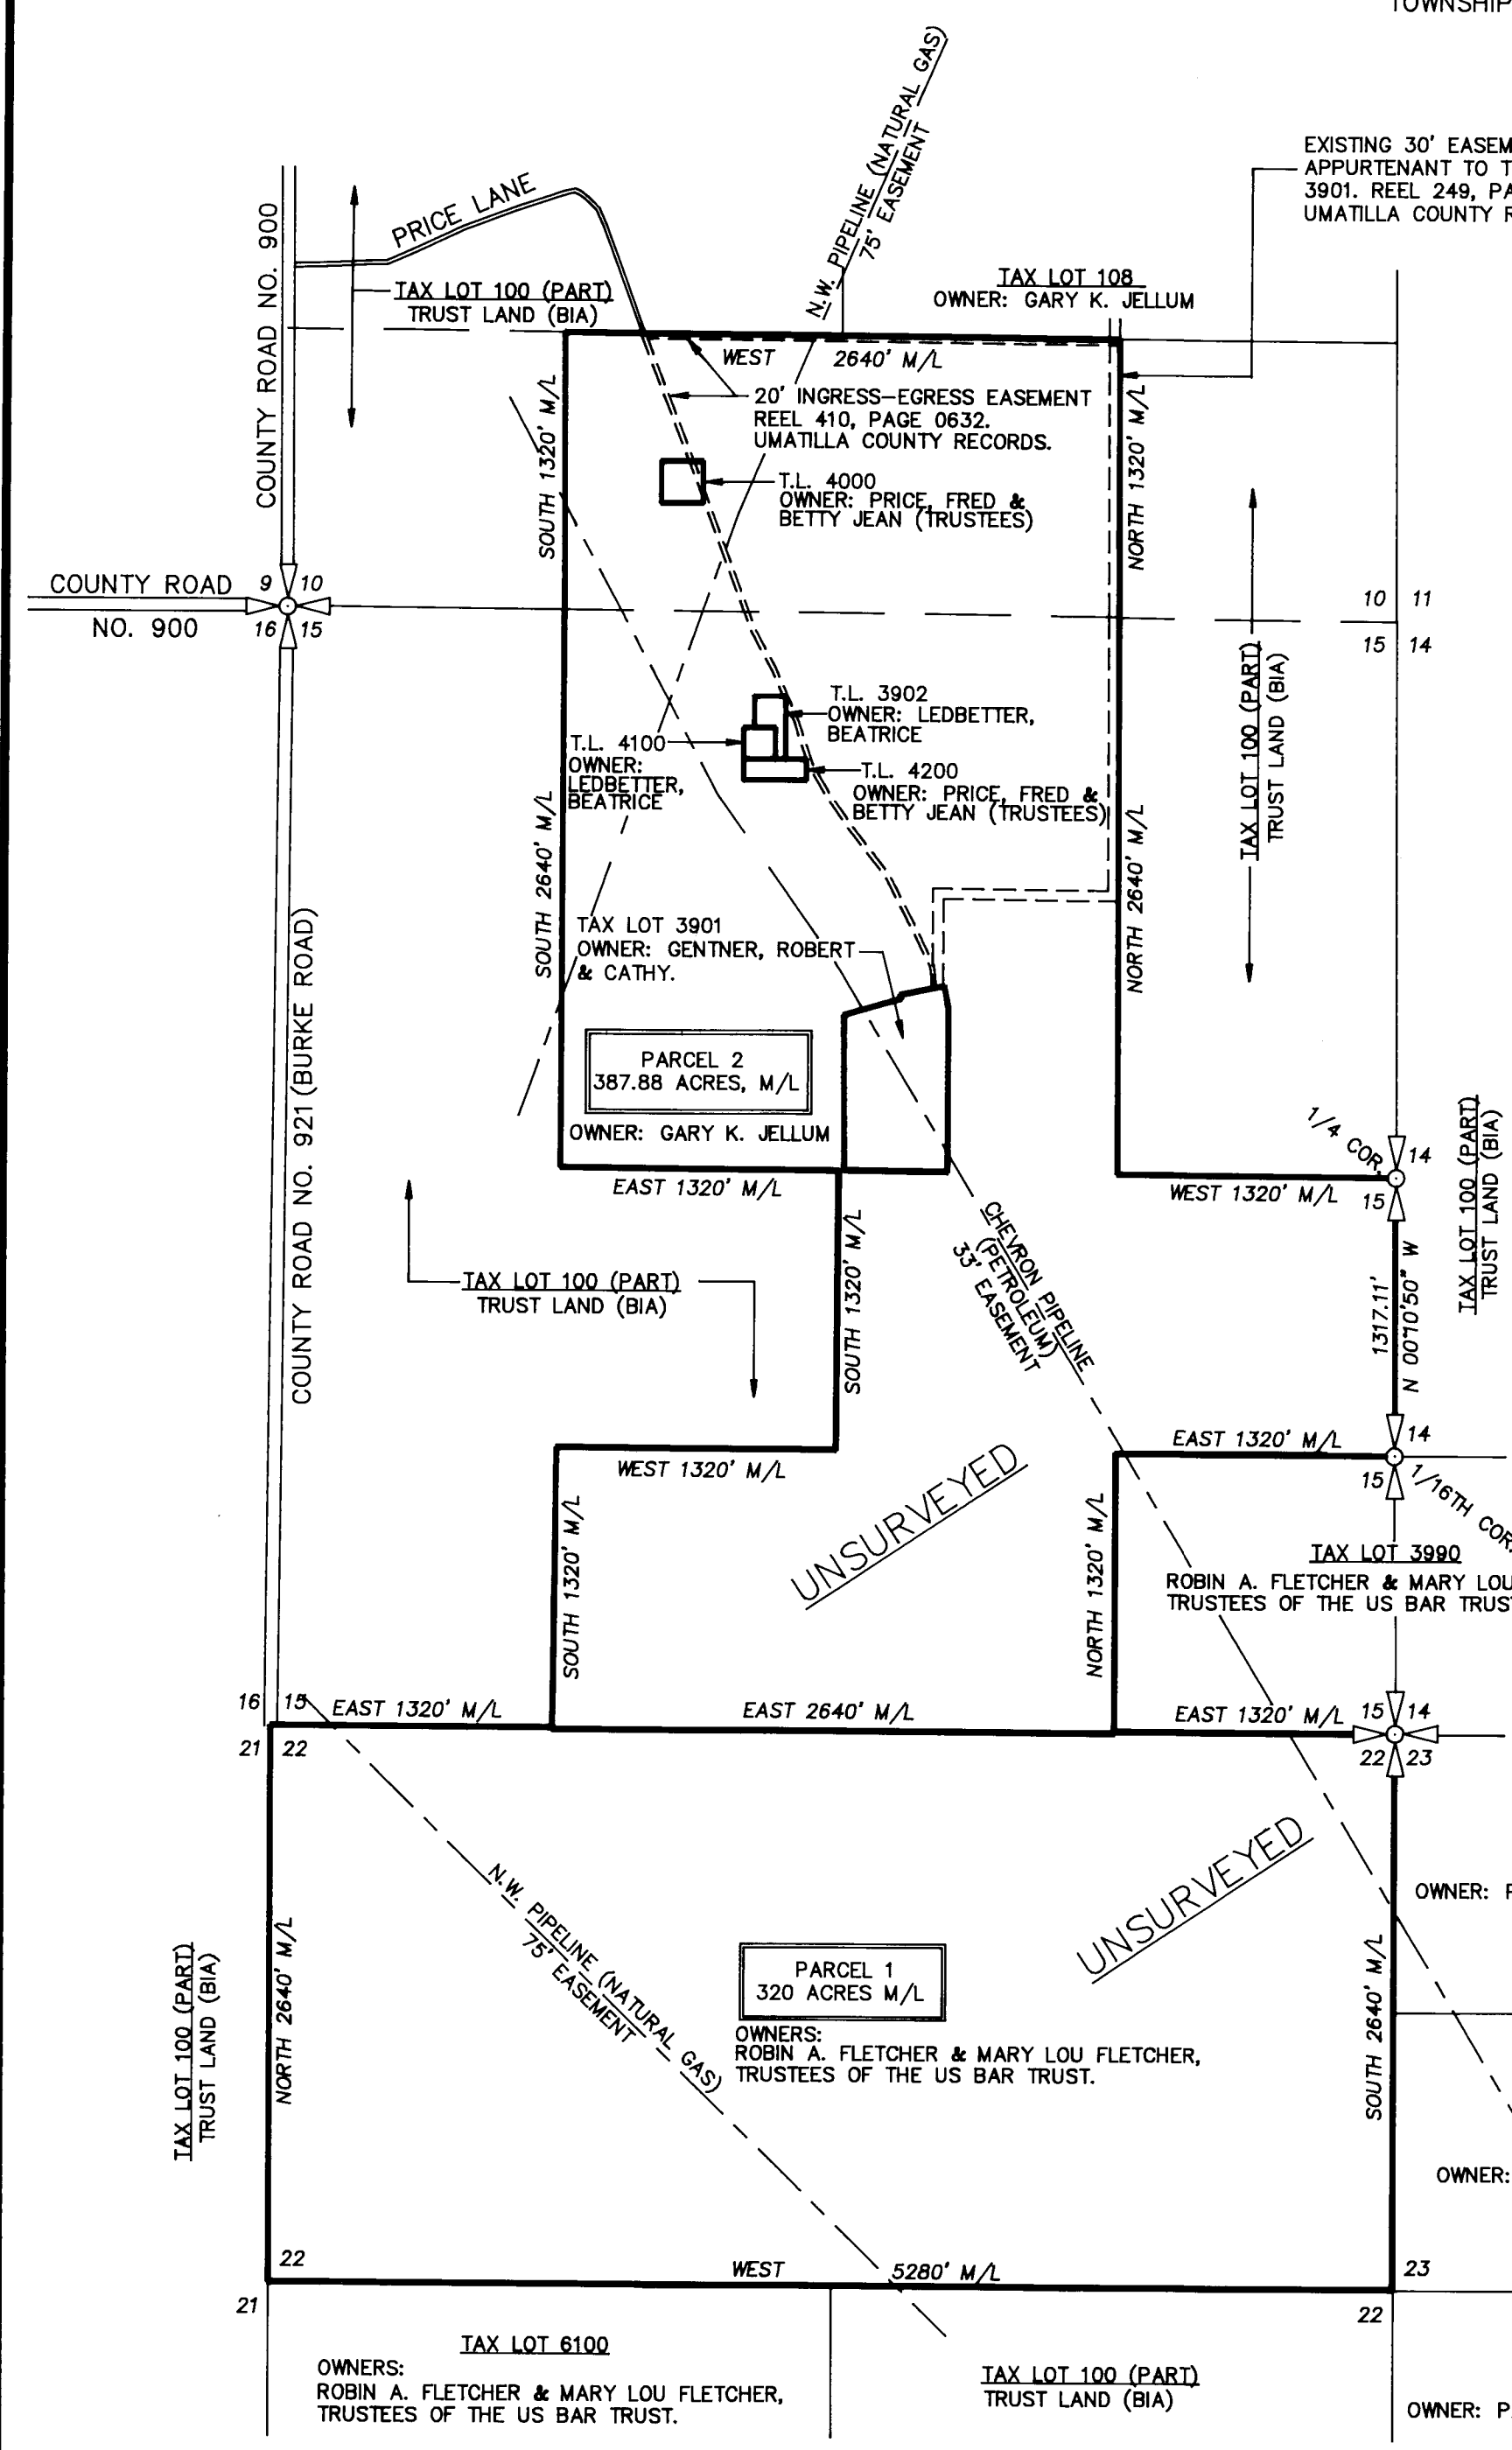 TOWNSHIP
N.W. PIPELINE (NATURAL GAS)
75' EASEMENT
EXISTING 30' EASEM
APPURTENANT TO T
3901. REEL 249, PA
UMATILLA COUNTY R
PRICE LANE
COUNTY ROAD NO. 900
TAX LOT 100 (PART)
TRUST LAND (BIA)
TAX LOT 108
OWNER: GARY K. JELLUM
WEST 2640' M/L
20' INGRESS-EGRESS EASEMENT
REEL 410, PAGE 0632.
UMATILLA COUNTY RECORDS.
SOUTH 1320' M/L
NORTH 1320' M/L
T.L. 4000
OWNER: PRICE, FRED &
BETTY JEAN (TRUSTEES)
COUNTY ROAD
NO. 900
9 10
16 15
10 11
15 14
TAX LOT 100 (PART)
TRUST LAND (BIA)
T.L. 3902
OWNER: LEDBETTER,
BEATRICE
T.L. 4100
OWNER:
LEDBETTER,
BEATRICE
T.L. 4200
OWNER: PRICE, FRED &
BETTY JEAN (TRUSTEES)
SOUTH 2640' M/L
NORTH 2640' M/L
TAX LOT 3901
OWNER: GENTNER, ROBERT
& CATHY.
COUNTY ROAD NO. 921 (BURKE ROAD)
PARCEL 2
387.88 ACRES, M/L
OWNER: GARY K. JELLUM
1/4 COR.
14
15
TAX LOT 100 (PART)
TRUST LAND (BIA)
EAST 1320' M/L
WEST 1320' M/L
SOUTH 1320' M/L
CHEVRON PIPELINE
(PETROLEUM)
33' EASEMENT
1317.11'
N 00°10'50" W
TAX LOT 100 (PART)
TRUST LAND (BIA)
WEST 1320' M/L
EAST 1320' M/L
14
15
1/16TH COR.
UNSURVEYED
SOUTH 1320' M/L
NORTH 1320' M/L
TAX LOT 3990
ROBIN A. FLETCHER & MARY LOU
TRUSTEES OF THE US BAR TRUS
16 15
21 22
EAST 1320' M/L
EAST 2640' M/L
EAST 1320' M/L
15 14
22 23
UNSURVEYED
N.W. PIPELINE (NATURAL GAS)
75' EASEMENT
OWNER: P
TAX LOT 100 (PART)
TRUST LAND (BIA)
NORTH 2640' M/L
PARCEL 1
320 ACRES M/L
OWNERS:
ROBIN A. FLETCHER & MARY LOU FLETCHER,
TRUSTEES OF THE US BAR TRUST.
SOUTH 2640' M/L
OWNER:
22
21
WEST 5280' M/L
23
22
TAX LOT 6100
OWNERS:
ROBIN A. FLETCHER & MARY LOU FLETCHER,
TRUSTEES OF THE US BAR TRUST.
TAX LOT 100 (PART)
TRUST LAND (BIA)
OWNER: P